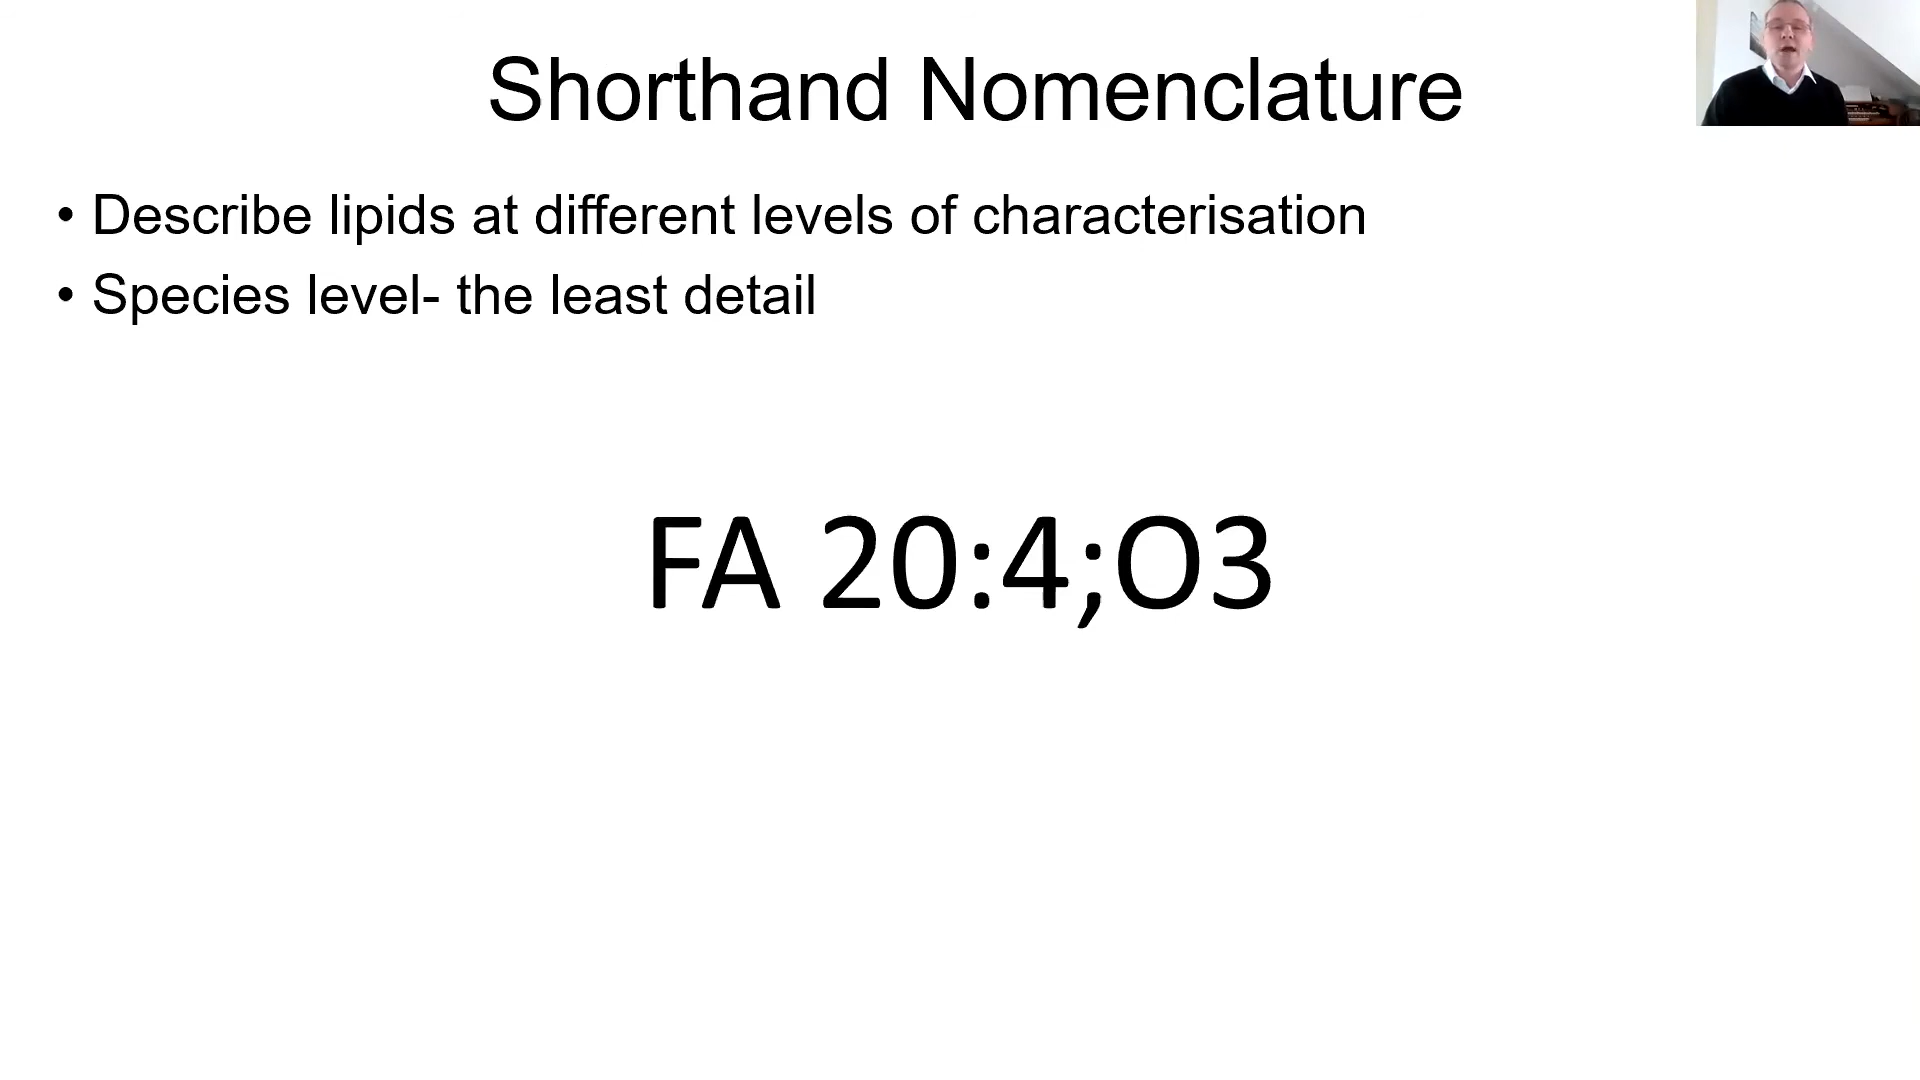 Shorthand Nomenclature
• Describe lipids at different levels of characterisation
• Species level- the least detail
FA 20:4;O3